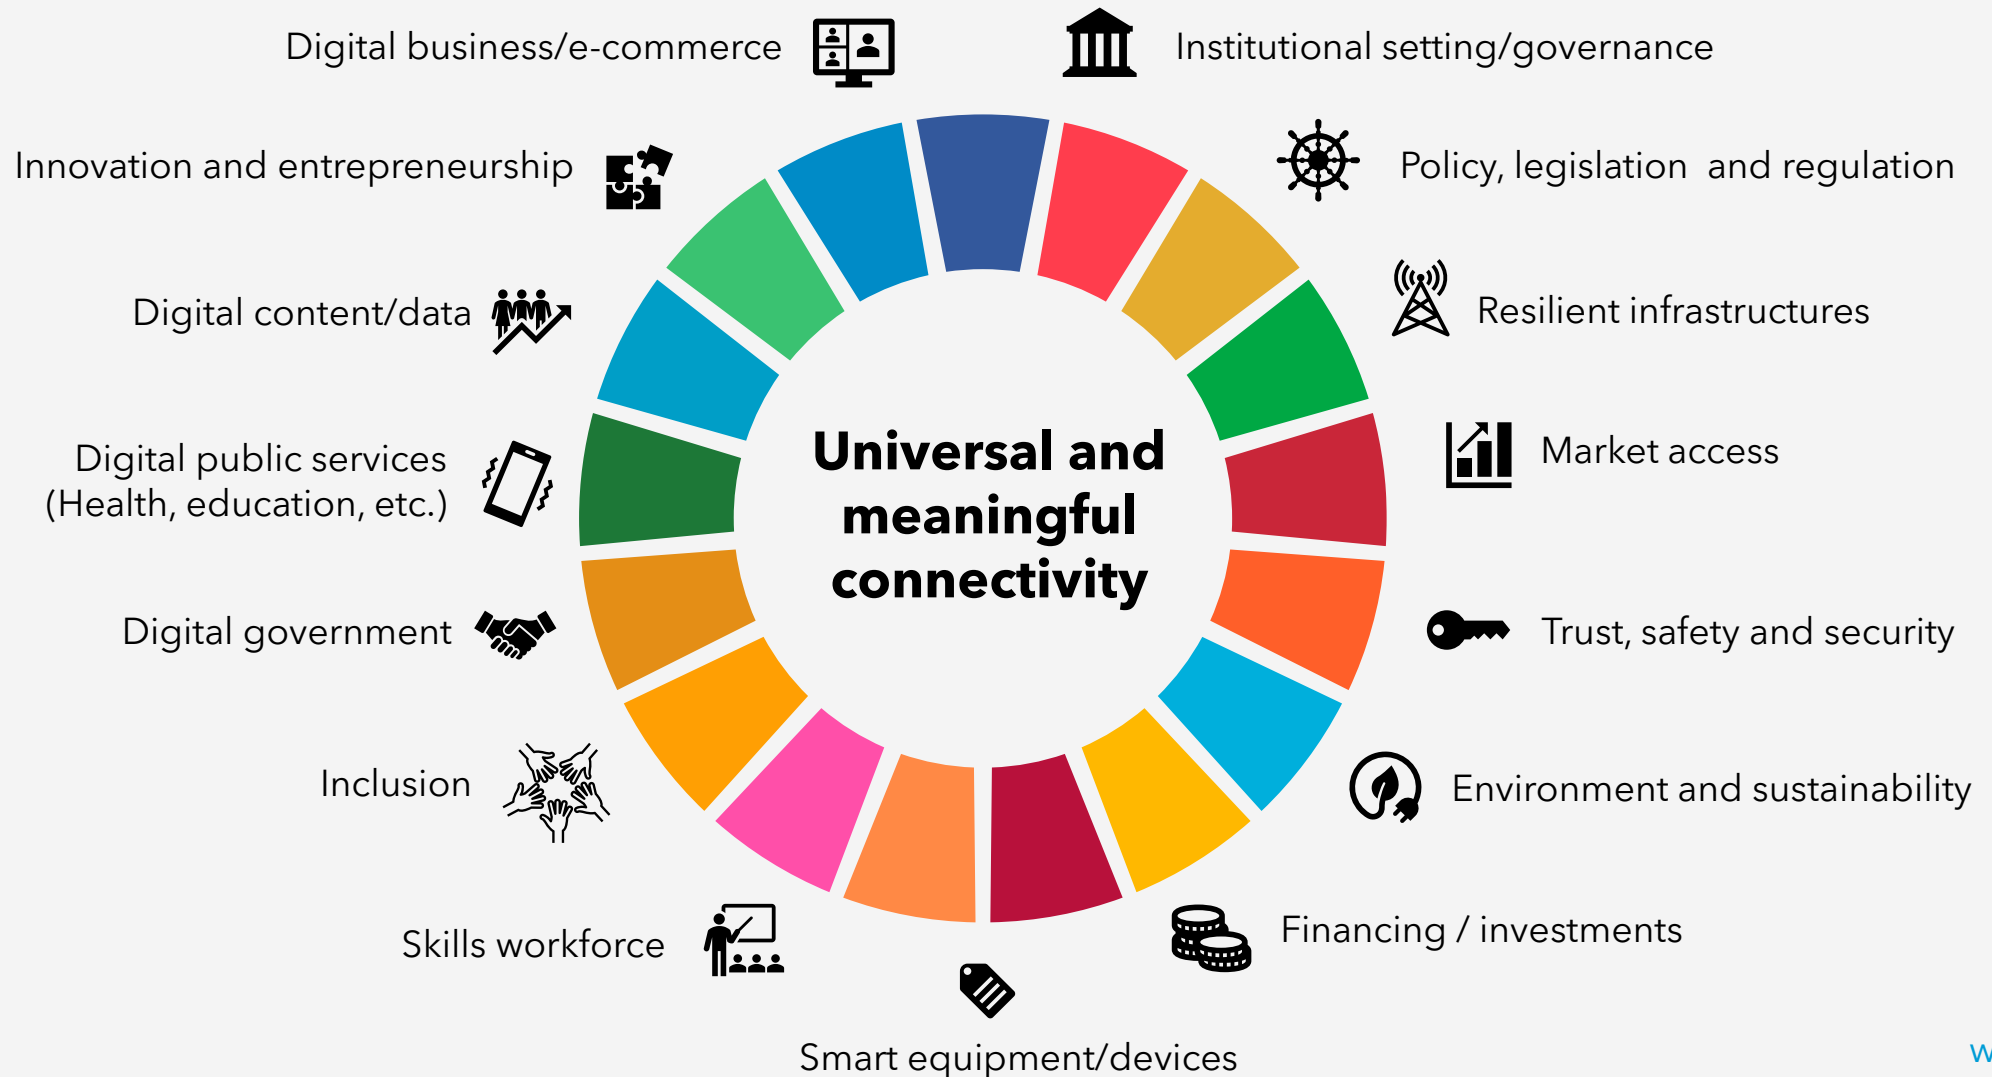 Digital business/e-commerce
Institutional setting/governance
Innovation and entrepreneurship
Policy, legislation and regulation
Digital content/data
Resilient infrastructures
Universal and
meaningful
connectivity
Digital public services
(Health, education, etc.)
Market access
Digital government
Trust, safety and security
Inclusion
Environment and sustainability
Skills workforce
Financing / investments
Smart equipment/devices